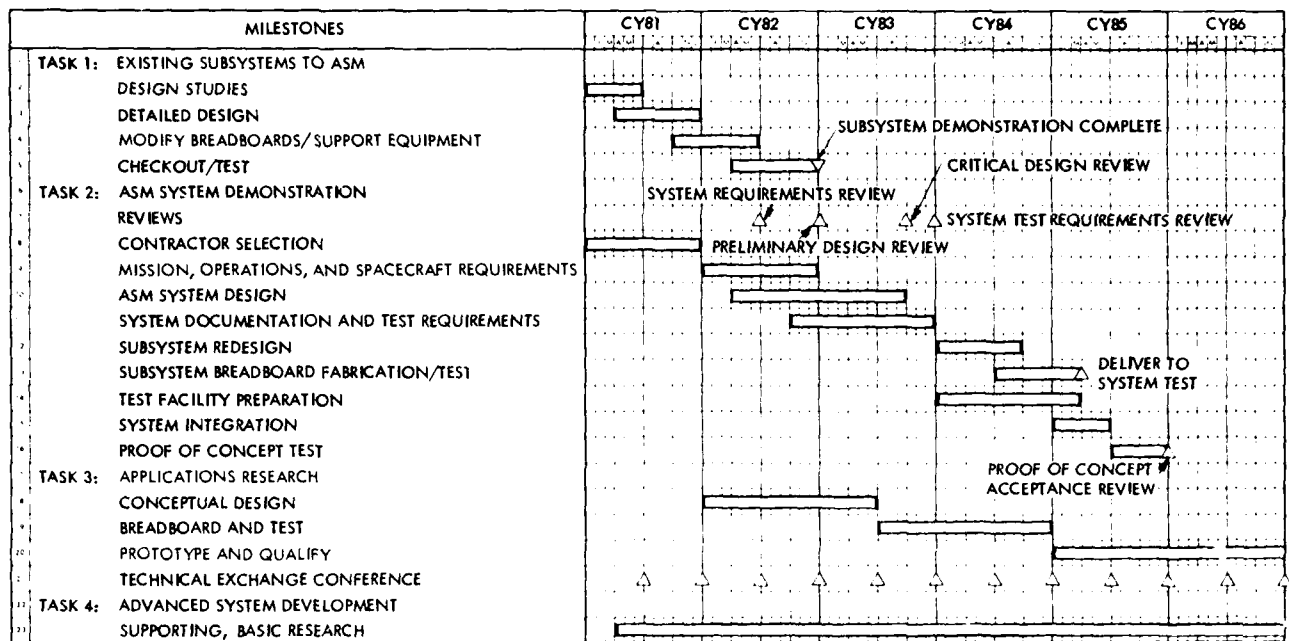 MILESTONES CY81 CY82 CY83 CY84 CY85 CY86
TASK 1: EXISTING SUBSYSTEMS TO ASM
DESIGN STUDIES
DETAILED DESIGN
MODIFY BREADBOARDS/SUPPORT EQUIPMENT
SUBSYSTEM DEMONSTRATION COMPLETE
CHECKOUT/TEST
CRITICAL DESIGN REVIEW
TASK 2: ASM SYSTEM DEMONSTRATION
SYSTEM REQUIREMENTS REVIEW
REVIEWS
SYSTEM TEST REQUIREMENTS REVIEW
CONTRACTOR SELECTION
PRELIMINARY DESIGN REVIEW
MISSION, OPERATIONS, AND SPACECRAFT REQUIREMENTS
ASM SYSTEM DESIGN
SYSTEM DOCUMENTATION AND TEST REQUIREMENTS
SUBSYSTEM REDESIGN
SUBSYSTEM BREADBOARD FABRICATION/TEST
DELIVER TO
SYSTEM TEST
TEST FACILITY PREPARATION
SYSTEM INTEGRATION
PROOF OF CONCEPT TEST
PROOF OF CONCEPT
ACCEPTANCE REVIEW
TASK 3: APPLICATIONS RESEARCH
CONCEPTUAL DESIGN
BREADBOARD AND TEST
20 PROTOTYPE AND QUALIFY
TECHNICAL EXCHANGE CONFERENCE
22 TASK 4: ADVANCED SYSTEM DEVELOPMENT
23 SUPPORTING, BASIC RESEARCH